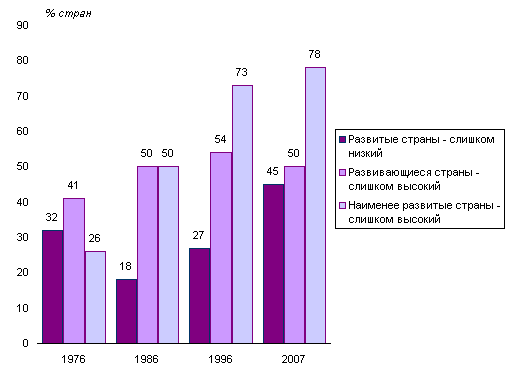 % стран
90
80
70
60
50
40
30
20
10
0
32 41 26
18 50 50
27 54 73
45 50 78
1976 1986 1996 2007
Развитые страны - слишком
низкий
Развивающиеся страны -
слишком высокий
Наименее развитые страны -
слишком высокий